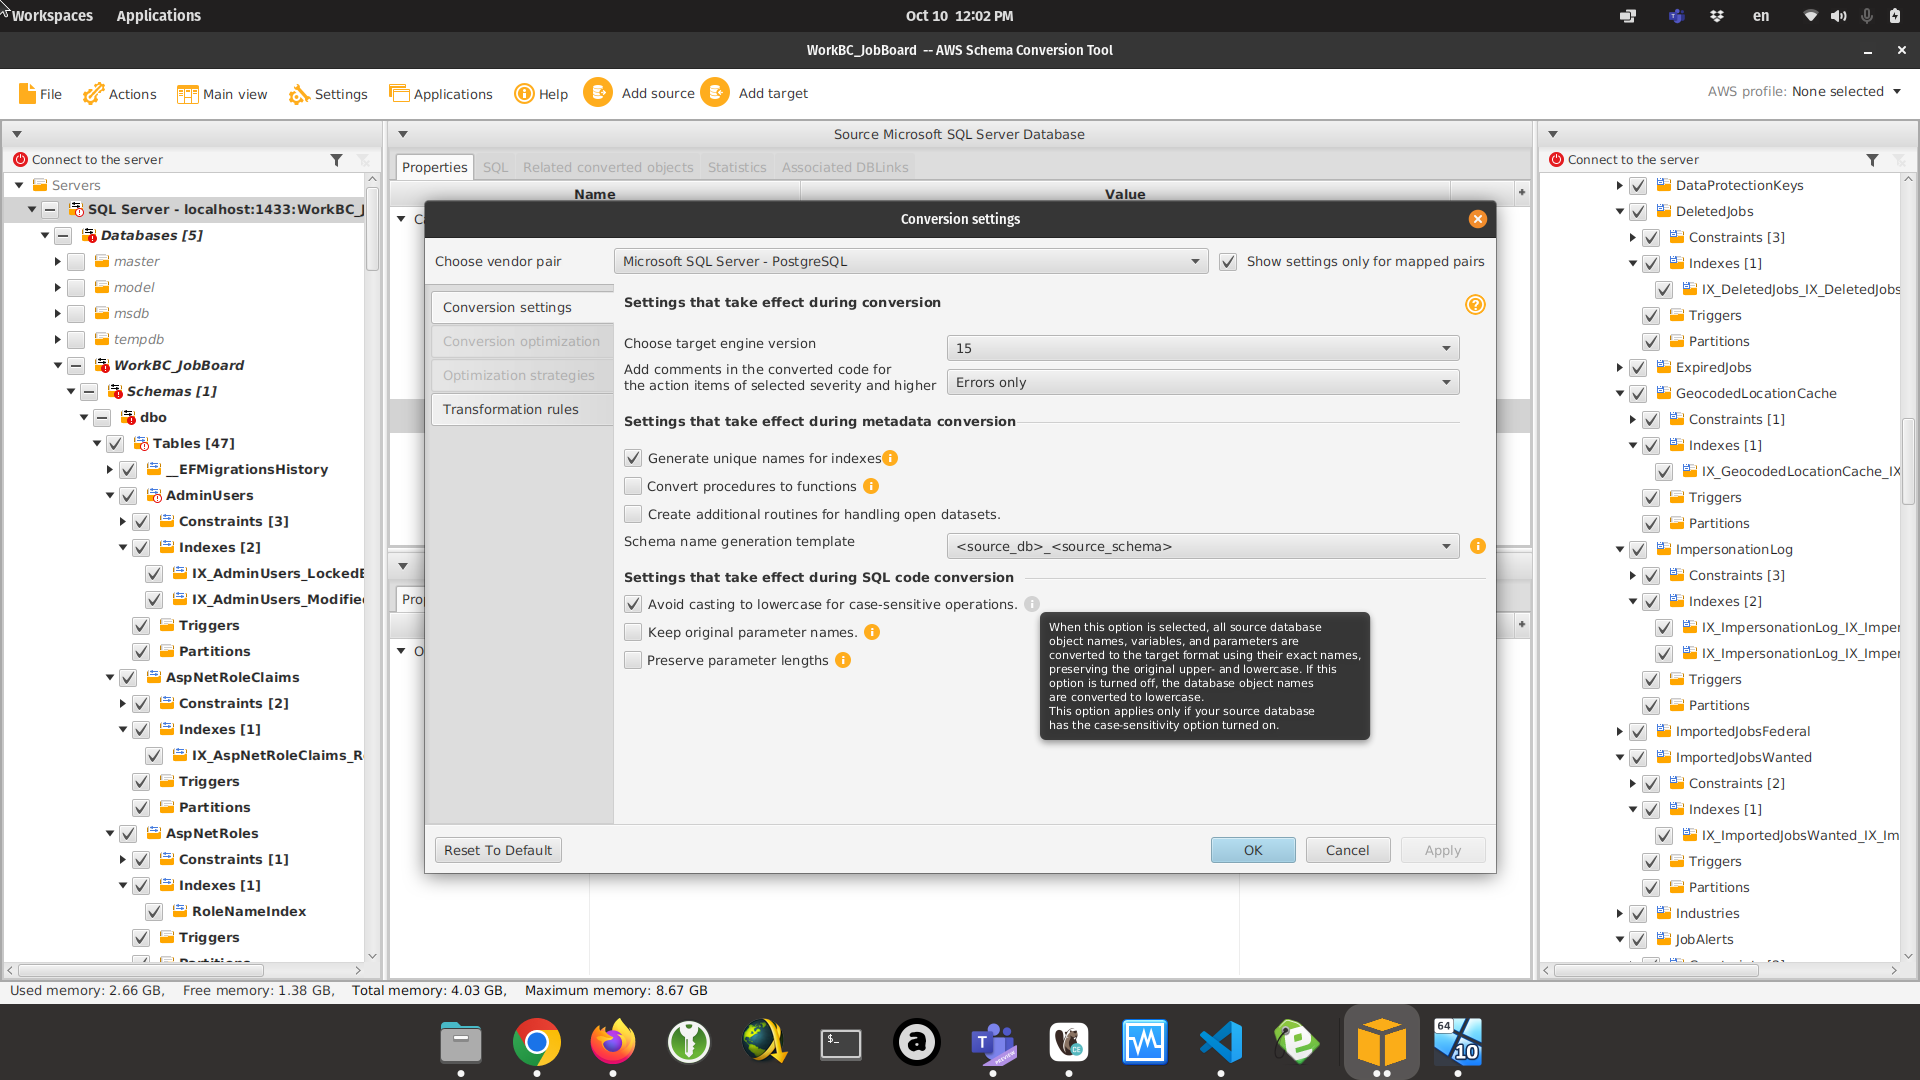 Workspaces
Applications
Oct 10 12:02 PM
en
WorkBC_JobBoard -- AWS Schema Conversion Tool
File
Actions
Main view
Settings
Applications
Help
Add source
Add target
AWS profile: None selected
Connect to the server
Servers
SQL Server - localhost:1433:WorkBC_J
Databases [5]
master
model
msdb
tempdb
WorkBC_JobBoard
Schemas [1]
dbo
Tables [47]
__EFMigrationsHistory
AdminUsers
Constraints [3]
Indexes [2]
IX_AdminUsers_LockedB
IX_AdminUsers_Modified
Triggers
Partitions
AspNetRoleClaims
Constraints [2]
Indexes [1]
IX_AspNetRoleClaims_R
Triggers
Partitions
AspNetRoles
Constraints [1]
Indexes [1]
RoleNameIndex
Triggers
Partitions
Source Microsoft SQL Server Database
Properties
SQL
Related converted objects
Statistics
Associated DBLinks
Name
Value
Conversion settings
Choose vendor pair
Microsoft SQL Server - PostgreSQL
Show settings only for mapped pairs
Conversion settings
Conversion optimization
Optimization strategies
Transformation rules
Settings that take effect during conversion
Choose target engine version
15
Add comments in the converted code for
the action items of selected severity and higher
Errors only
Settings that take effect during metadata conversion
Generate unique names for indexes
Convert procedures to functions
Create additional routines for handling open datasets.
Schema name generation template
<source_db>_<source_schema>
Settings that take effect during SQL code conversion
Avoid casting to lowercase for case-sensitive operations.
Keep original parameter names.
Preserve parameter lengths
When this option is selected, all source database
object names, variables, and parameters are
converted to the target format using their exact names,
preserving the original upper- and lowercase. If this
option is turned off, the database object names
are converted to lowercase.
This option applies only if your source database
has the case-sensitivity option turned on.
Reset To Default
OK
Cancel
Apply
Connect to the server
DataProtectionKeys
DeletedJobs
Constraints [3]
Indexes [1]
IX_DeletedJobs_IX_DeletedJobs
Triggers
Partitions
ExpiredJobs
GeocodedLocationCache
Constraints [1]
Indexes [1]
IX_GeocodedLocationCache_IX
Triggers
Partitions
ImpersonationLog
Constraints [3]
Indexes [2]
IX_ImpersonationLog_IX_Imper
IX_ImpersonationLog_IX_Imper
Triggers
Partitions
ImportedJobsFederal
ImportedJobsWanted
Constraints [2]
Indexes [1]
IX_ImportedJobsWanted_IX_Im
Triggers
Partitions
Industries
JobAlerts
Used memory: 2.66 GB, Free memory: 1.38 GB, Total memory: 4.03 GB, Maximum memory: 8.67 GB
64
10